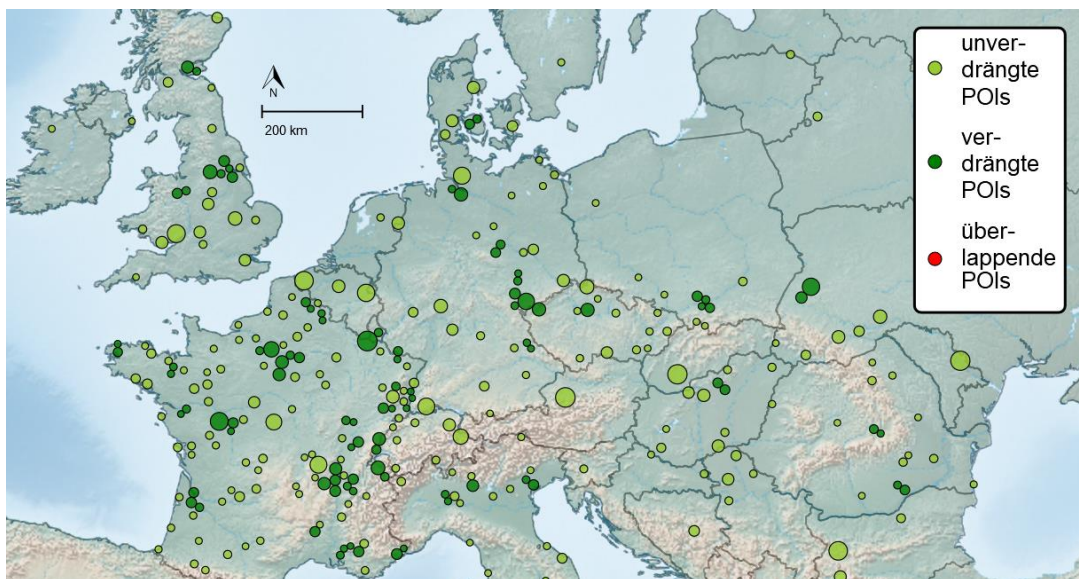 N
200 km
unver-
drängte
POIs
ver-
drängte
POIs
über-
lappende
POIs